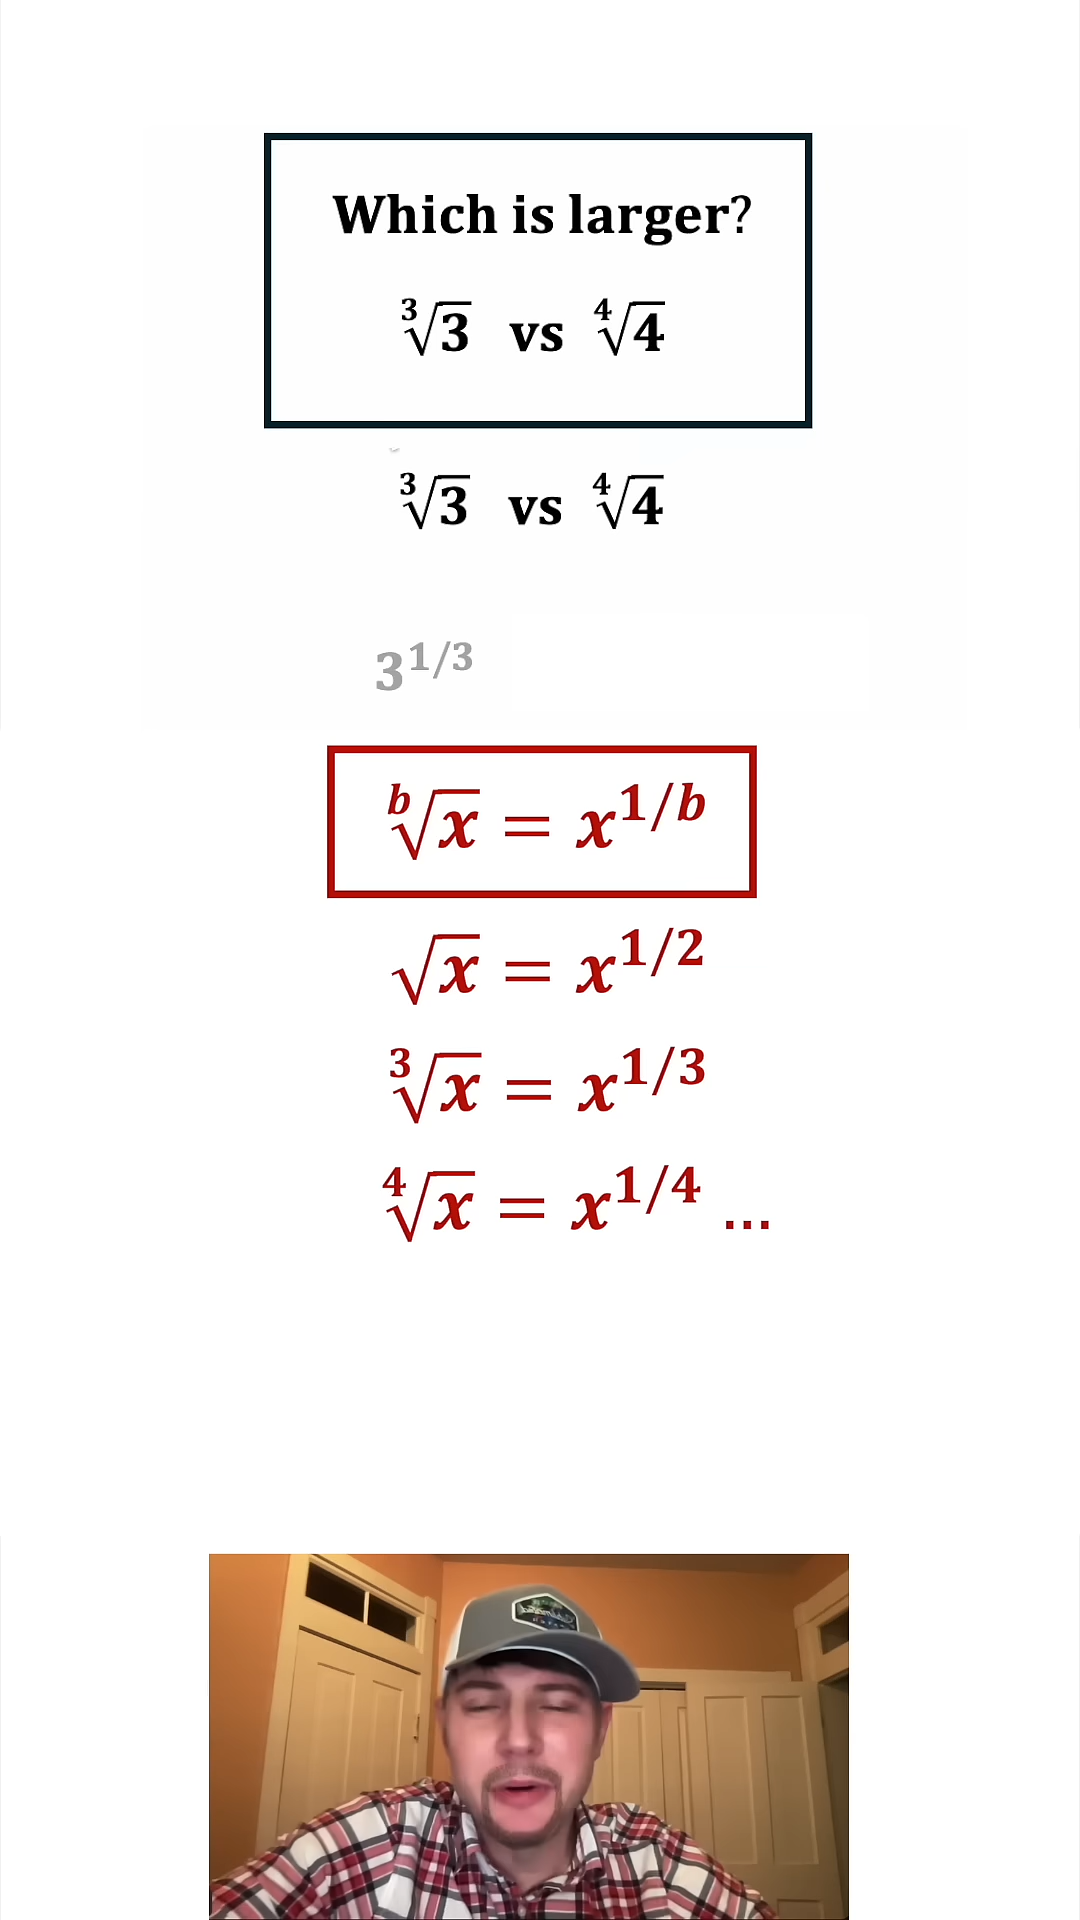 Which is larger?
∛3 vs ∜4
∛3 vs ∜4
3^{1/3}
ᵇ√x = x^{1/b}
√x = x^{1/2}
∛x = x^{1/3}
∜x = x^{1/4} ...